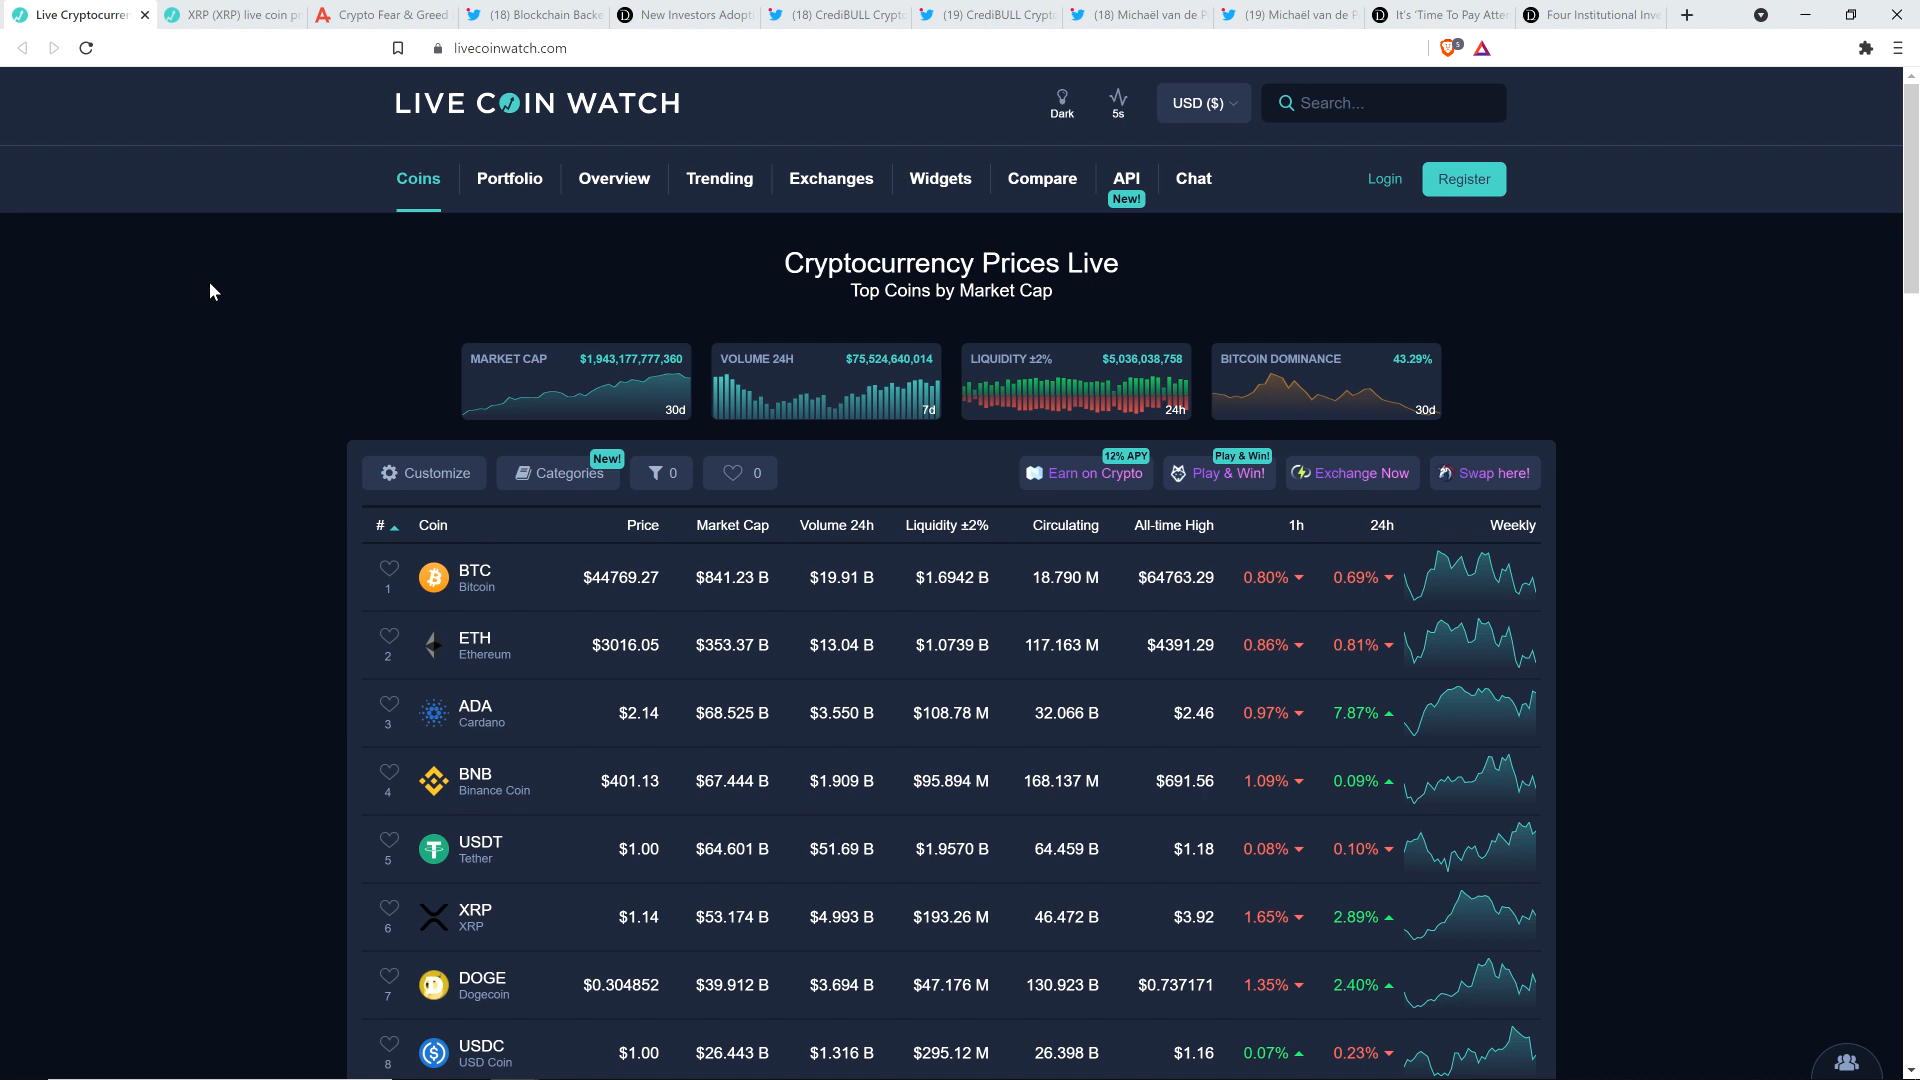 Live Cryptocurren
XRP (XRP) live coin pr
Crypto Fear & Greed
(18) Blockchain Backe
New Investors Adopti
(18) CrediBULL Crypto
(19) CrediBULL Crypto
(18) Michaël van de P
(19) Michaël van de P
It's 'Time To Pay Atter
Four Institutional Inve
livecoinwatch.com
5
LIVE COIN WATCH
Dark
5s
USD ($)
Search...
Coins
Portfolio
Overview
Trending
Exchanges
Widgets
Compare
API
New!
Chat
Login
Register
Cryptocurrency Prices Live
Top Coins by Market Cap
MARKET CAP $1,943,177,777,360
30d
VOLUME 24H $75,524,640,014
7d
LIQUIDITY ±2% $5,036,038,758
24h
BITCOIN DOMINANCE 43.29%
30d
Customize
Categories
New!
0
0
12% APY
Earn on Crypto
Play & Win!
Play & Win!
Exchange Now
Swap here!
# Coin Price Market Cap Volume 24h Liquidity ±2% Circulating All-time High 1h 24h Weekly
1 BTC Bitcoin $44769.27 $841.23 B $19.91 B $1.6942 B 18.790 M $64763.29 0.80% 0.69%
2 ETH Ethereum $3016.05 $353.37 B $13.04 B $1.0739 B 117.163 M $4391.29 0.86% 0.81%
3 ADA Cardano $2.14 $68.525 B $3.550 B $108.78 M 32.066 B $2.46 0.97% 7.87%
4 BNB Binance Coin $401.13 $67.444 B $1.909 B $95.894 M 168.137 M $691.56 1.09% 0.09%
5 USDT Tether $1.00 $64.601 B $51.69 B $1.9570 B 64.459 B $1.18 0.08% 0.10%
6 XRP XRP $1.14 $53.174 B $4.993 B $193.26 M 46.472 B $3.92 1.65% 2.89%
7 DOGE Dogecoin $0.304852 $39.912 B $3.694 B $47.176 M 130.923 B $0.737171 1.35% 2.40%
8 USDC USD Coin $1.00 $26.443 B $1.316 B $295.12 M 26.398 B $1.16 0.07% 0.23%